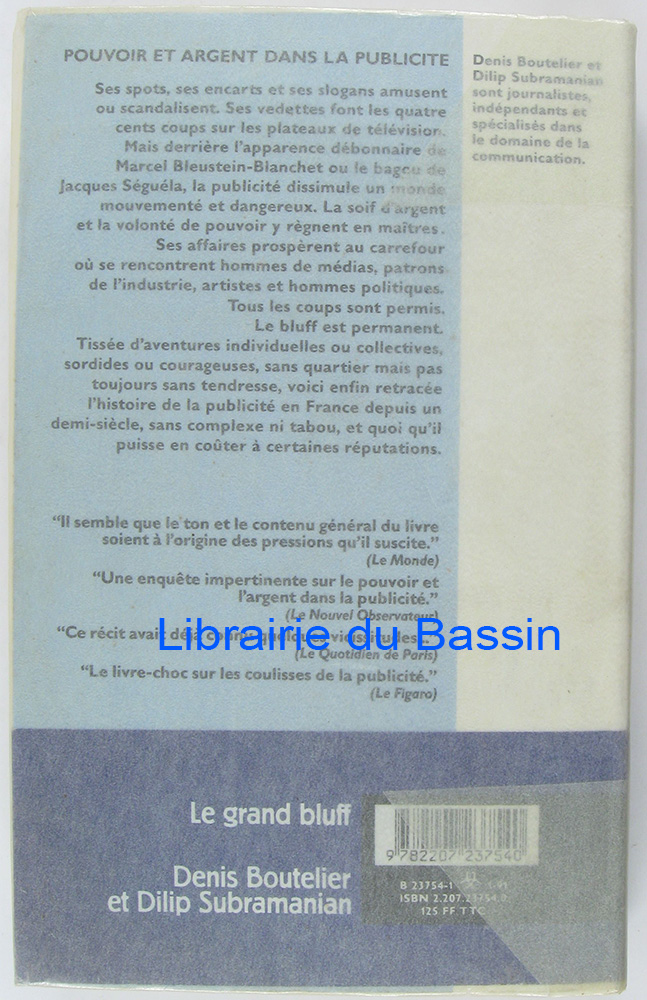 POUVOIR ET ARGENT DANS LA PUBLICITE
Ses spots, ses encarts et ses slogans amusent
ou scandalisent. Ses vedettes font les quatre
cents coups sur les plateaux de télévision.
Mais derrière l'apparence débonnaire de
Marcel Bleustein-Blanchet ou le bagou de
Jacques Séguéla, la publicité dissimule un monde
mouvementé et dangereux. La soif d'argent
et la volonté de pouvoir y règnent en maîtres.
Ses affaires prospèrent au carrefour
où se rencontrent hommes de médias, patrons
de l'industrie, artistes et hommes politiques.
Tous les coups sont permis.
Le bluff est permanent.
Tissée d'aventures individuelles ou collectives,
sordides ou courageuses, sans quartier mais pas
toujours sans tendresse, voici enfin retracée
l'histoire de la publicité en France depuis un
demi-siècle, sans complexe ni tabou, et quoi qu'il
puisse en coûter à certaines réputations.
Denis Boutelier et
Dilip Subramanian
sont journalistes,
indépendants et
spécialisés dans
le domaine de la
communication.
“Il semble que le ton et le contenu général du livre
soient à l'origine des pressions qu'il suscite.”
(Le Monde)
“Une enquête impertinente sur le pouvoir et
l'argent dans la publicité.”
(Le Nouvel Observateur)
“Ce récit avait déjà connu quelques vicissitudes.”
(Le Quotidien de Paris)
“Le livre-choc sur les coulisses de la publicité.”
(Le Figaro)
Librairie du Bassin
Le grand bluff
Denis Boutelier
et Dilip Subramanian
9 782207 237540
B 23754-1
ISBN 2.207.23754.
125 FF TTC